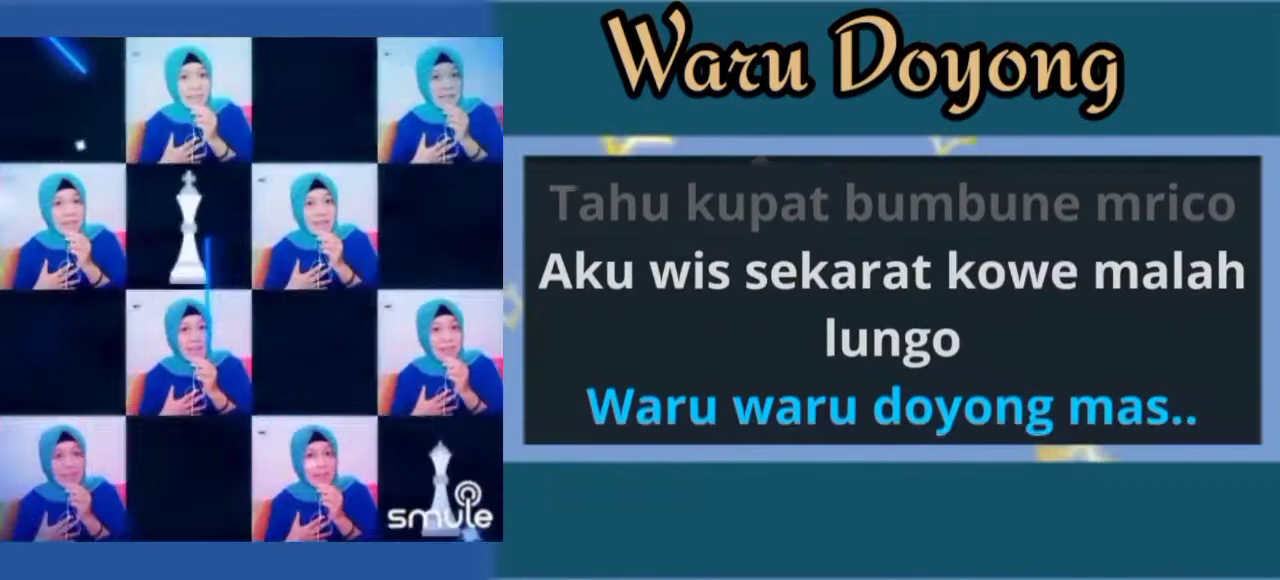 Waru Doyong
Tahu kupat bumbune mrico
Aku wis sekarat kowe malah
lungo
Waru waru doyong mas..
smule